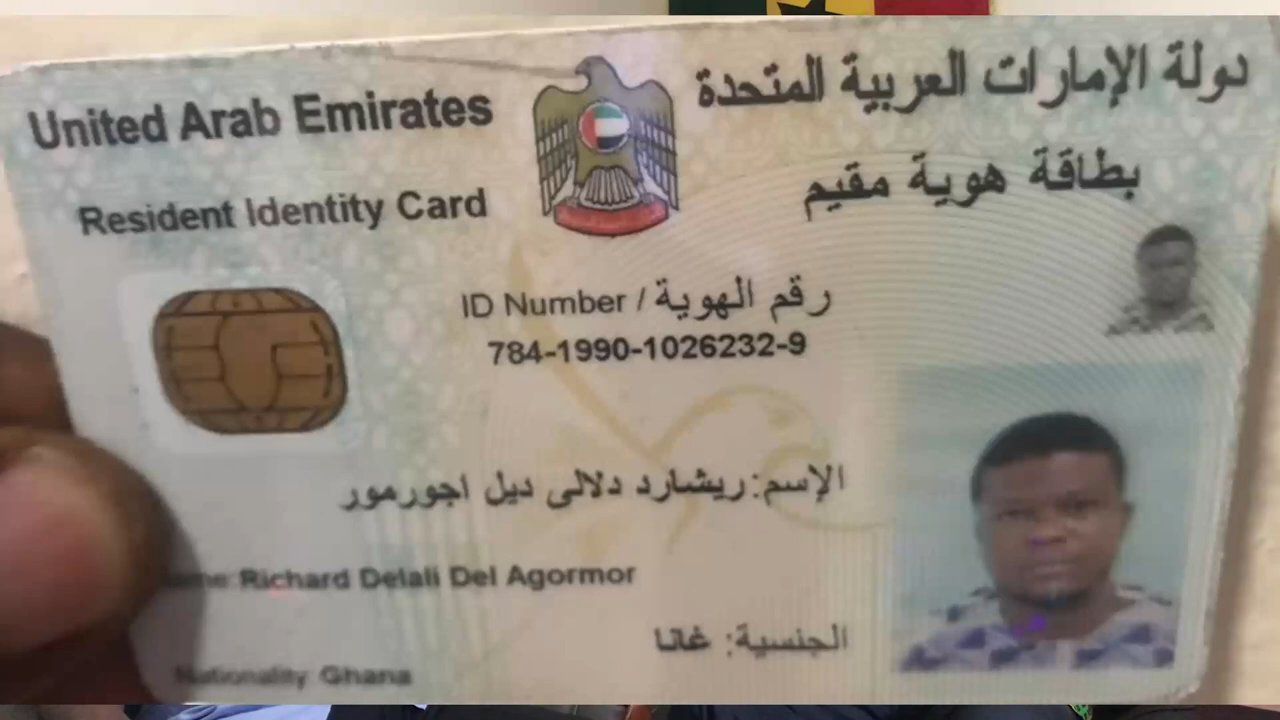 United Arab Emirates
دولة الإمارات العربية المتحدة
Resident Identity Card
بطاقة هوية مقيم
ID Number / رقم الهوية
784-1990-1026232-9
الإسم: ريشارد دلالى ديل اجورمور
Name: Richard Delali Del Agormor
الجنسية: غانا
Nationality Ghana